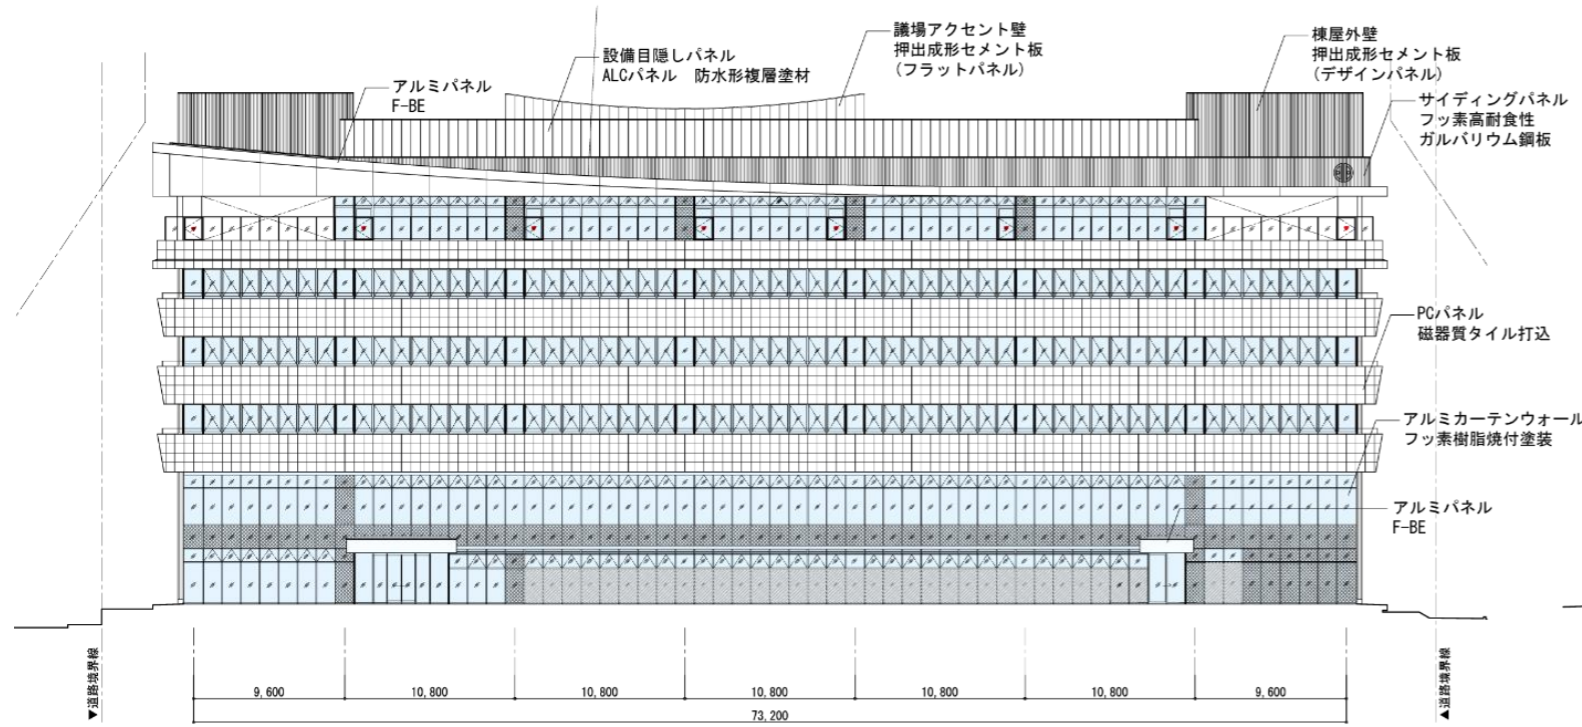 議場アクセント壁
押出成形セメント板
(フラットパネル)
棟屋外壁
押出成形セメント板
(デザインパネル)
設備目隠しパネル
ALCパネル　防水形複層塗材
アルミパネル
F-BE
サイディングパネル
フッ素高耐食性
ガルバリウム鋼板
PCパネル
磁器質タイル打込
アルミカーテンウォール
フッ素樹脂焼付塗装
アルミパネル
F-BE
▼道路境界線
▲道路境界線
9,600
10,800
10,800
10,800
10,800
10,800
9,600
73,200